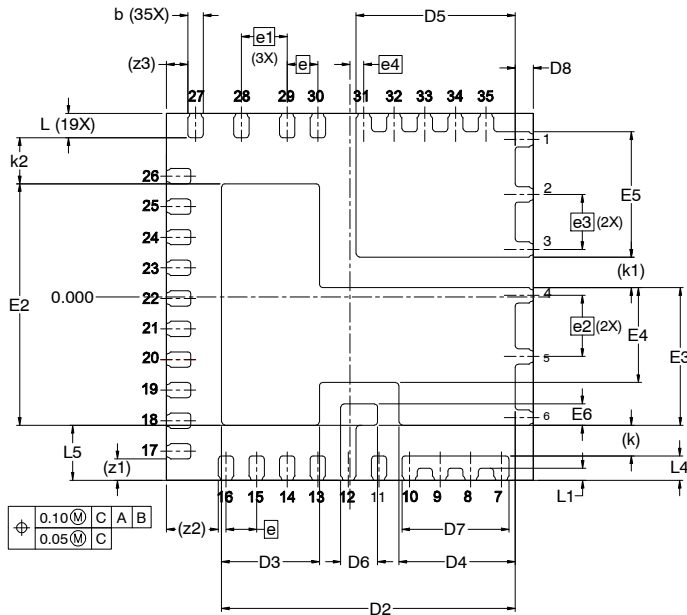 b (35X)
e1
(3X)
e
e4
D5
D8
(z3)
27
28
29
30
31
32
33
34
35
L (19X)
k2
1
26
2
E5
25
e3 (2X)
24
3
23
(k1)
E2
0.000
22
4
21
e2 (2X)
E4
E3
20
5
19
18
6
E6
17
L5
(z1)
(k)
L4
L1
16
15
14
13
12
11
10
9
8
7
0.10 Ⓜ C A B
0.05 Ⓜ C
(z2)
e
D7
D3
D6
D4
D2